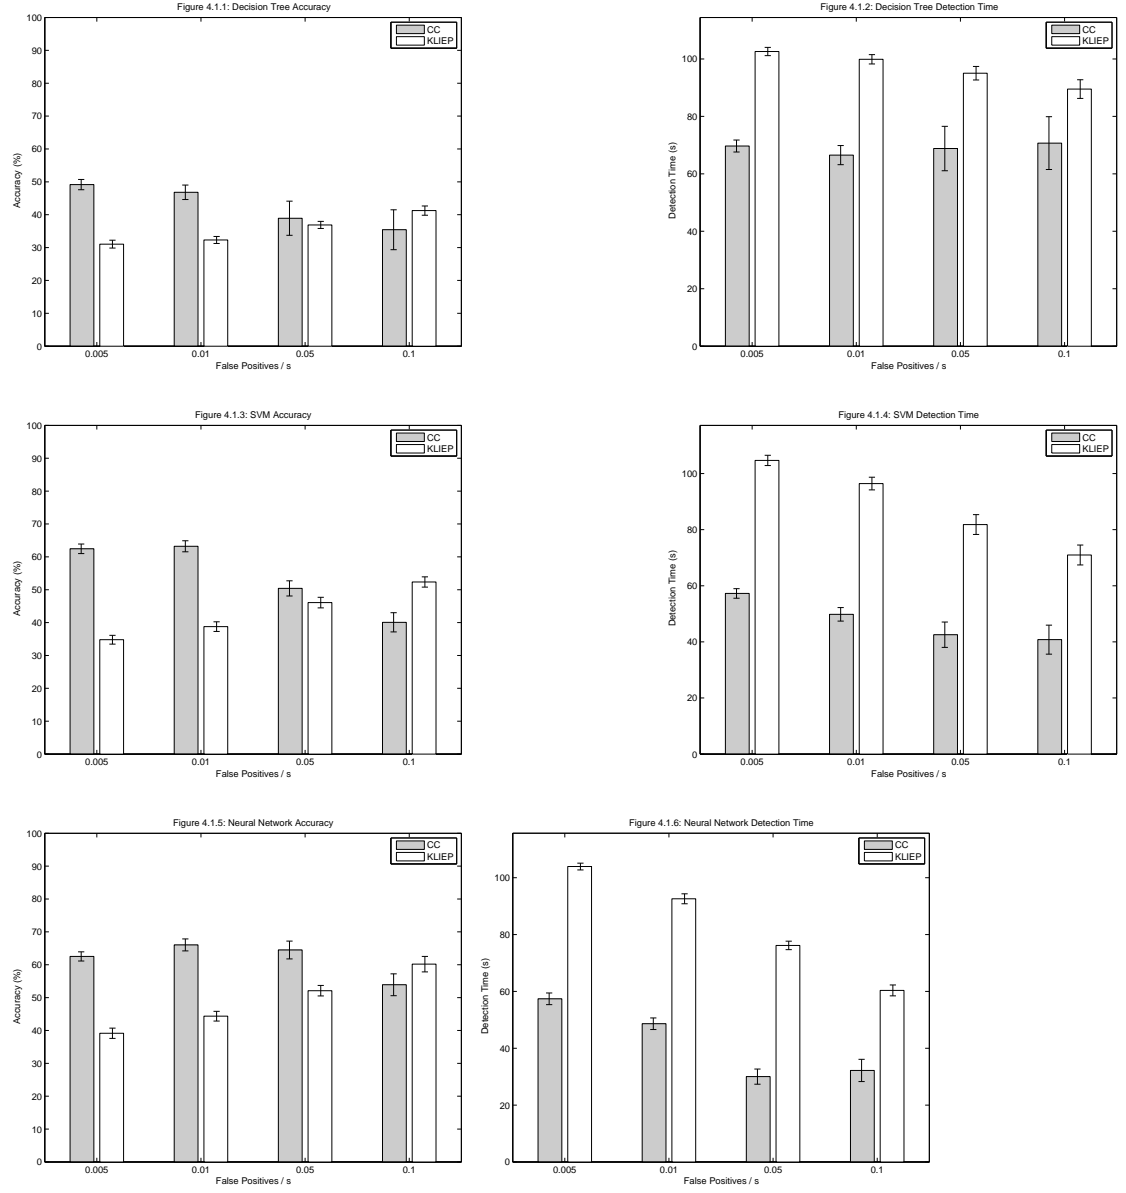 Figure 4.1.1: Decision Tree Accuracy
100
90
80
70
60
50
40
30
20
10
0
Accuracy (%)
CC
KLIEP
0.005
0.01
0.05
0.1
False Positives / s
Figure 4.1.2: Decision Tree Detection Time
100
80
60
40
20
0
Detection Time (s)
CC
KLIEP
0.005
0.01
0.05
0.1
False Positives / s
Figure 4.1.3: SVM Accuracy
100
90
80
70
60
50
40
30
20
10
0
Accuracy (%)
CC
KLIEP
0.005
0.01
0.05
0.1
False Positives / s
Figure 4.1.4: SVM Detection Time
100
80
60
40
20
0
Detection Time (s)
CC
KLIEP
0.005
0.01
0.05
0.1
False Positives / s
Figure 4.1.5: Neural Network Accuracy
100
90
80
70
60
50
40
30
20
10
0
Accuracy (%)
CC
KLIEP
0.005
0.01
0.05
0.1
False Positives / s
Figure 4.1.6: Neural Network Detection Time
100
80
60
40
20
0
Detection Time (s)
CC
KLIEP
0.005
0.01
0.05
0.1
False Positives / s